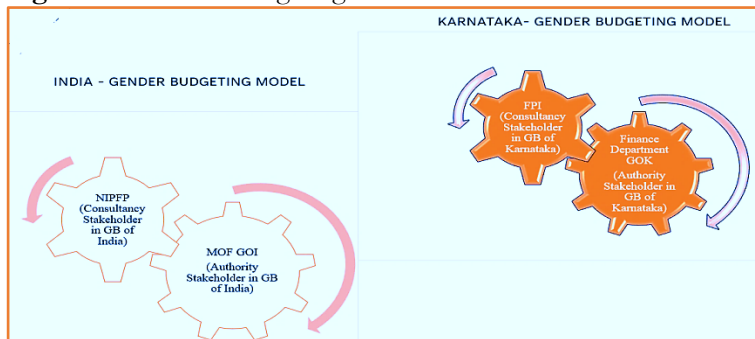 KARNATAKA- GENDER BUDGETING MODEL
INDIA - GENDER BUDGETING MODEL
FPI
(Consultancy
Stakeholder
in GB of
Karnataka)
Finance
Department
GOK
(Authority
Stakeholder in
GB of
Karnataka)
NIPFP
(Consultancy
Stakeholder
in GB of
India)
MOF GOI
(Authority
Stakeholder in GB
of India)